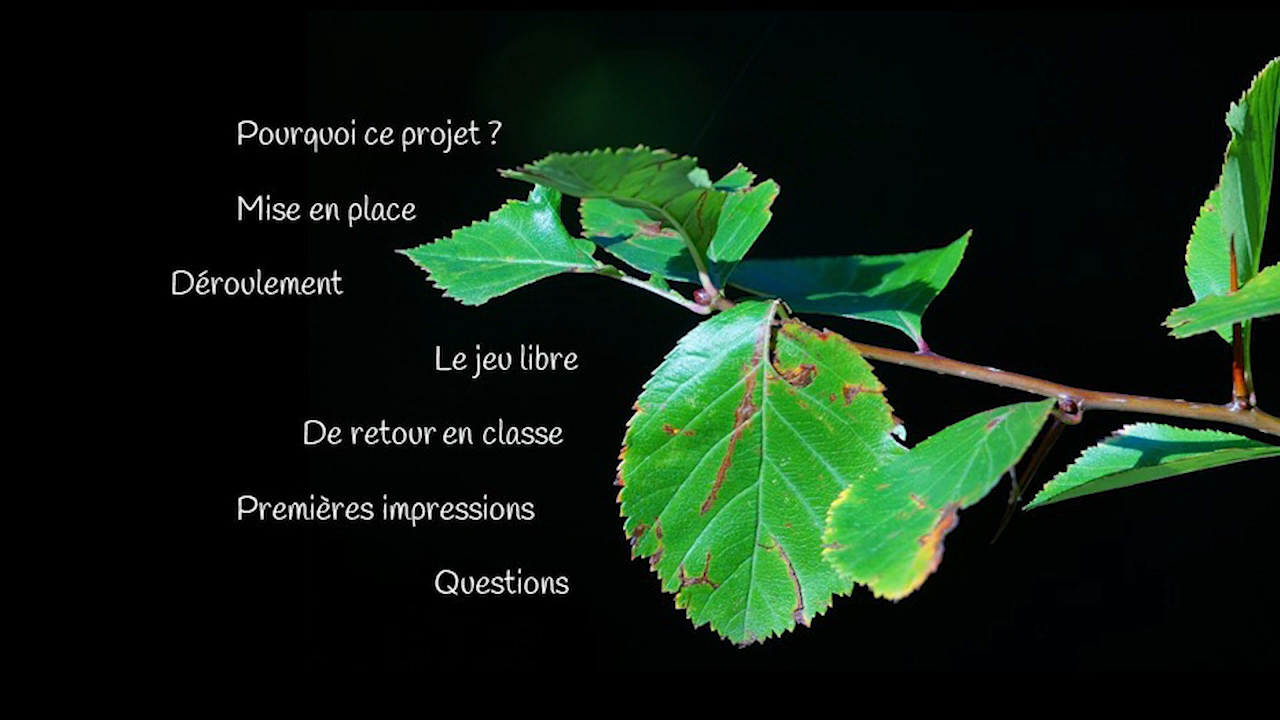 Pourquoi ce projet ?
Mise en place
Déroulement
Le jeu libre
De retour en classe
Premières impressions
Questions